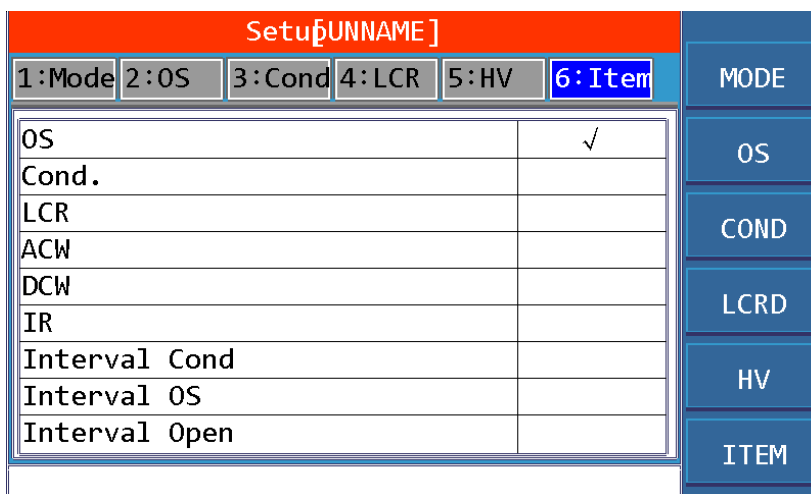 Setup[UNNAME]
1:Mode 2:OS 3:Cond 4:LCR 5:HV 6:Item
OS √
Cond.
LCR
ACW
DCW
IR
Interval Cond
Interval OS
Interval Open
MODE
OS
COND
LCRD
HV
ITEM